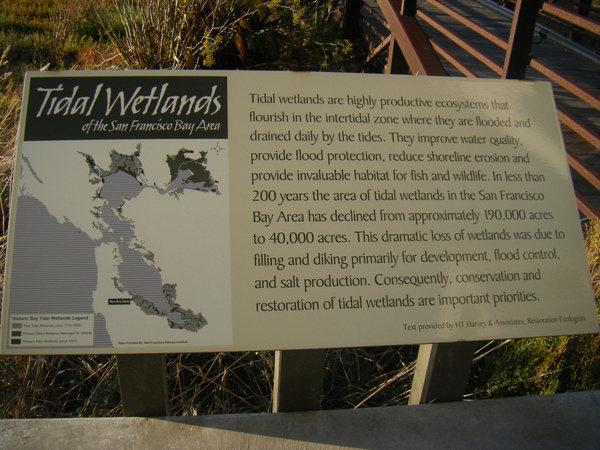 Tidal Wetlands
of the San Francisco Bay Area
Tidal wetlands are highly productive ecosystems that
flourish in the intertidal zone where they are flooded and
drained daily by the tides. They improve water quality,
provide flood protection, reduce shoreline erosion and
provide invaluable habitat for fish and wildlife. In less than
200 years the area of tidal wetlands in the San Francisco
Bay Area has declined from approximately 190,000 acres
to 40,000 acres. This dramatic loss of wetlands was due to
filling and diking primarily for development, flood control,
and salt production. Consequently, conservation and
restoration of tidal wetlands are important priorities.
Text provided by HT Harvey & Associates, Restoration Ecologists
You Are Here
Historic Bay Tidal Wetlands Legend